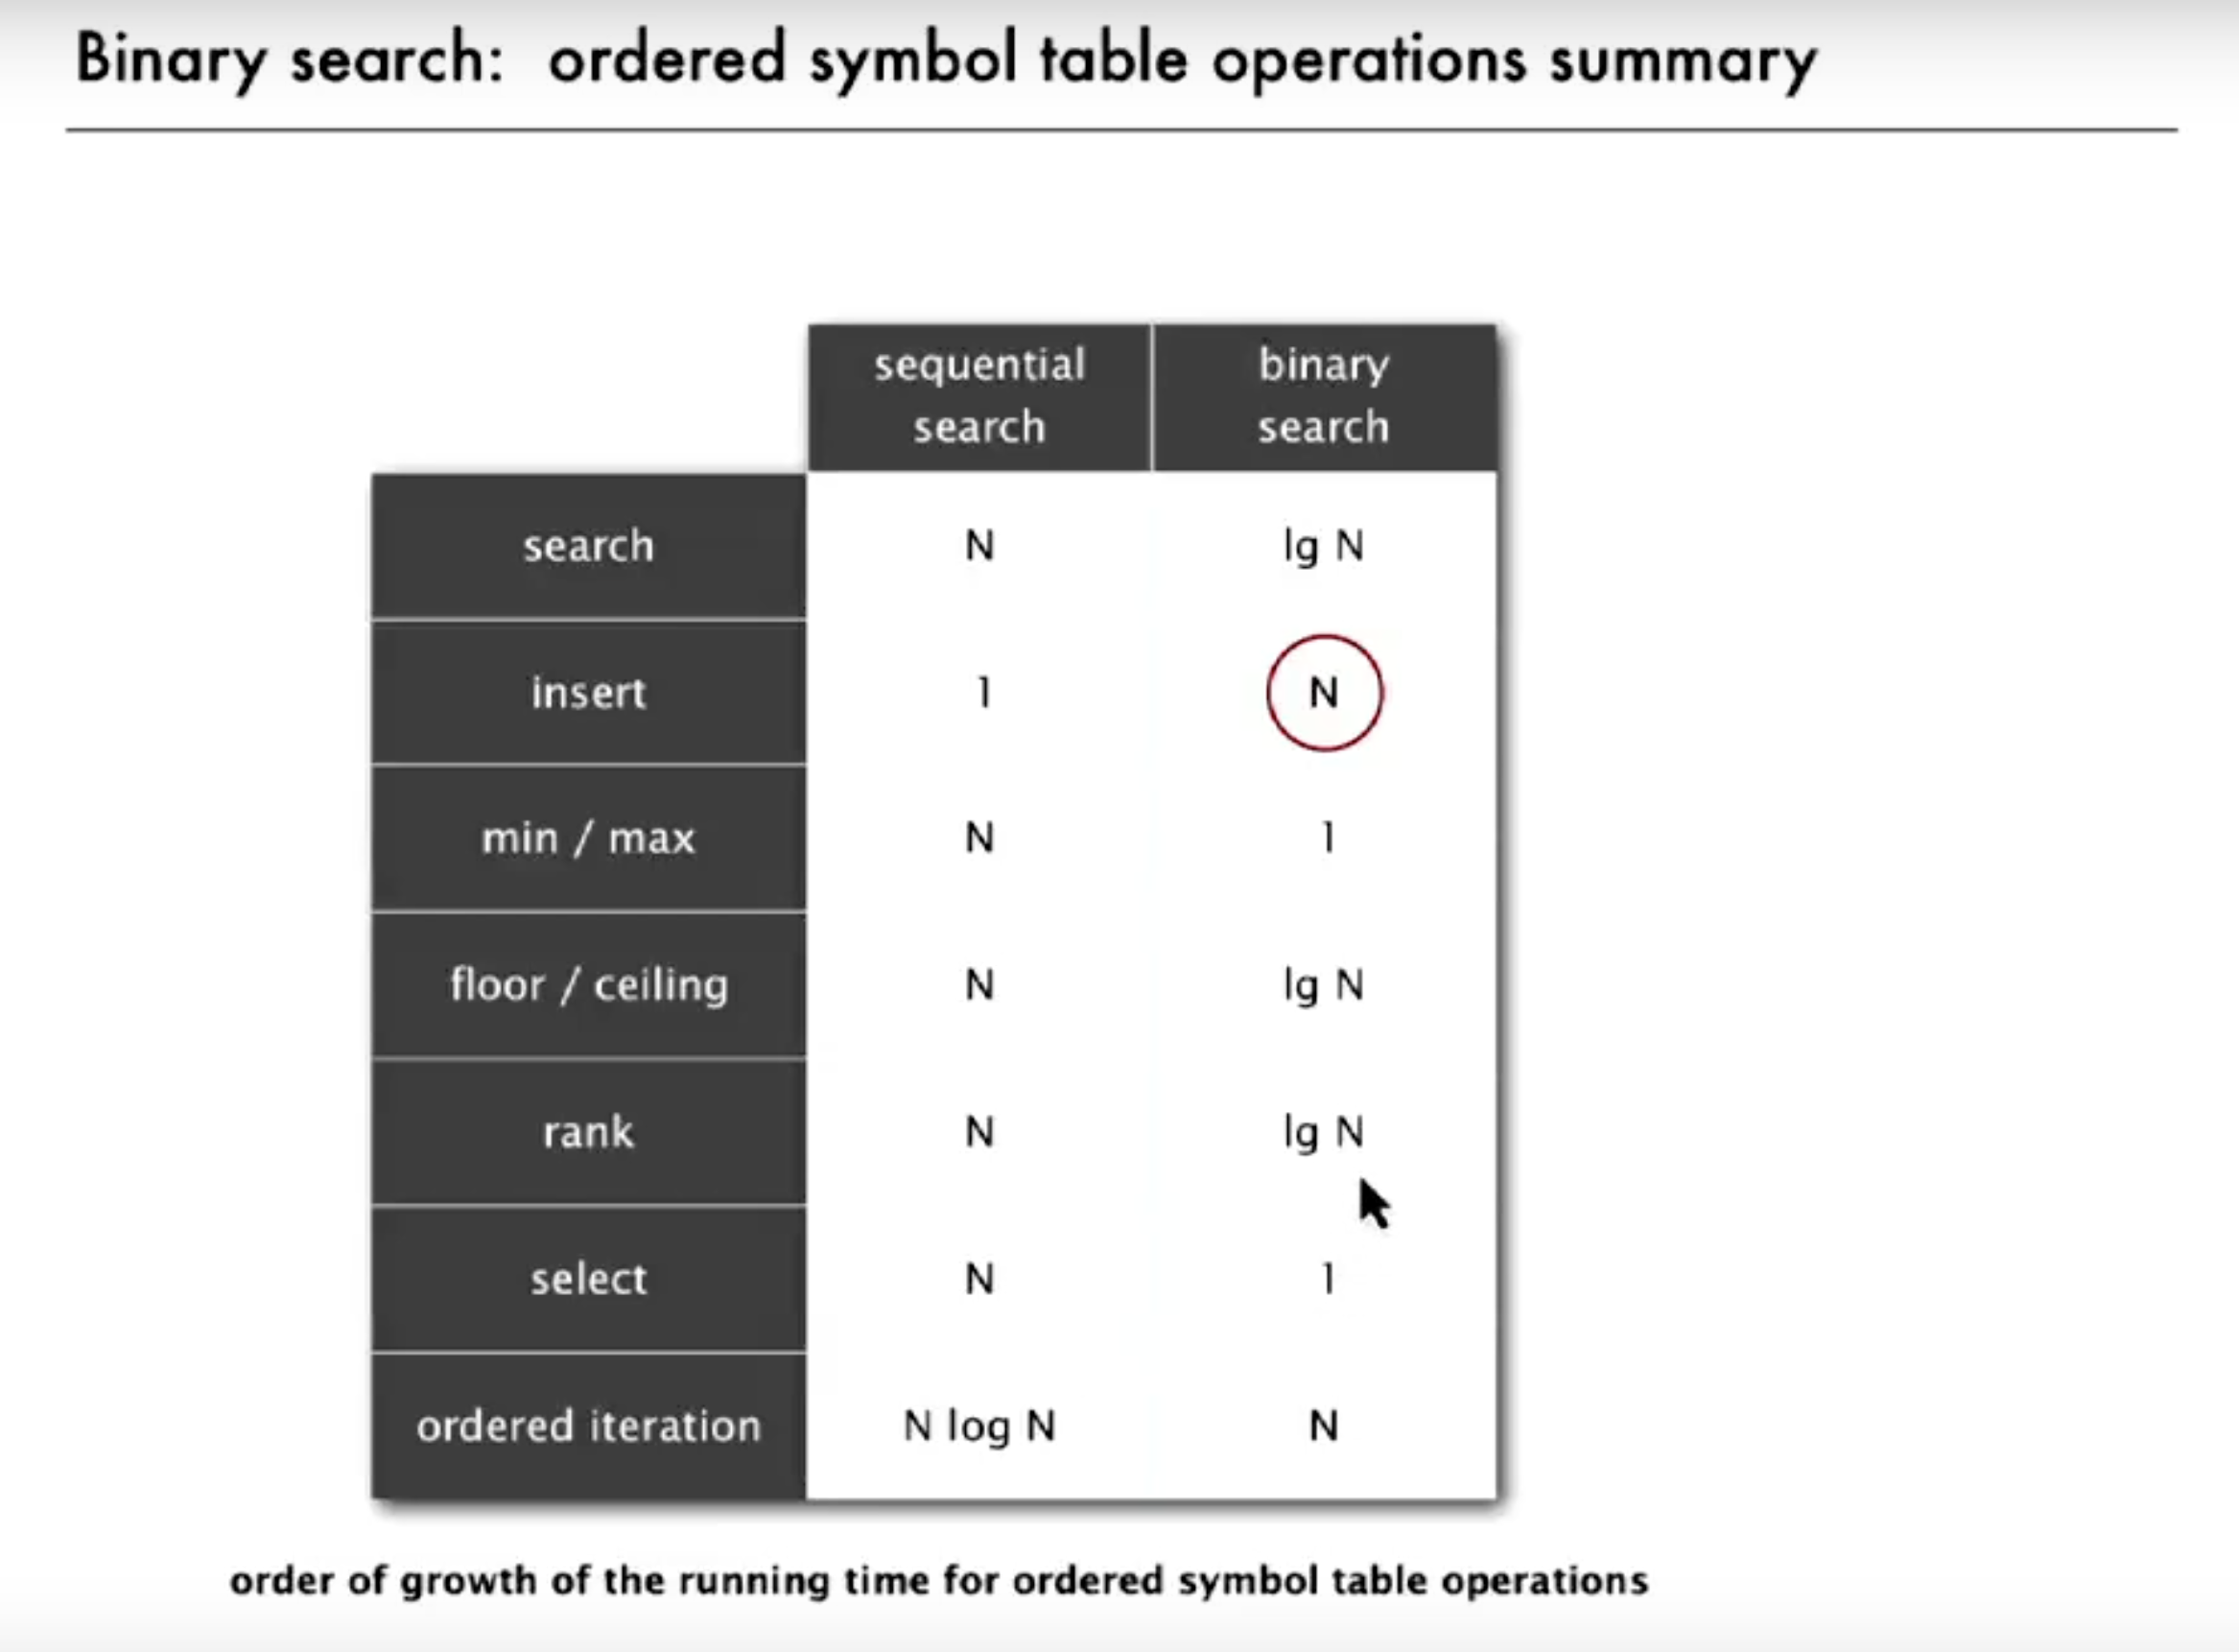 Binary search: ordered symbol table operations summary
sequential search binary search
search N lg N
insert 1 N
min / max N 1
floor / ceiling N lg N
rank N lg N
select N 1
ordered iteration N log N N
order of growth of the running time for ordered symbol table operations